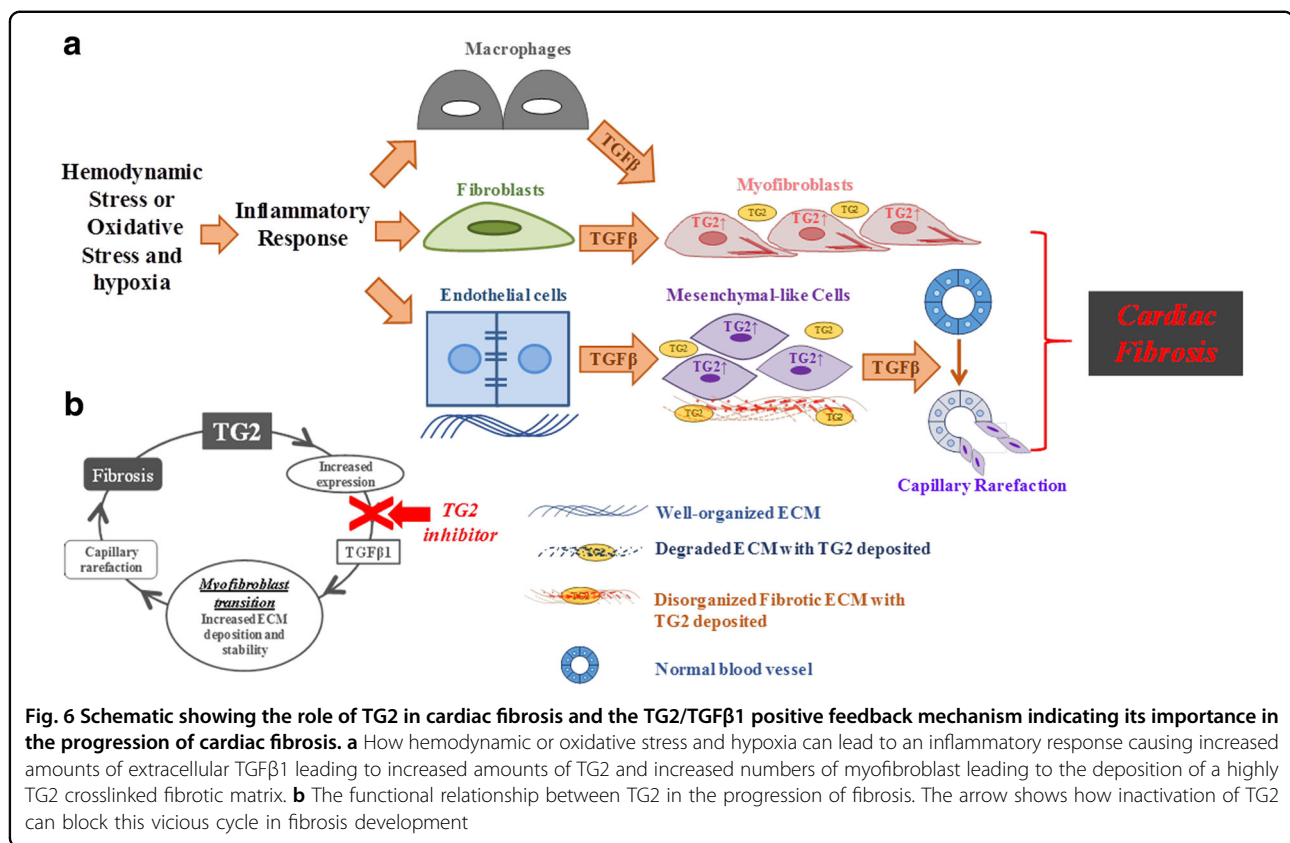 a
Macrophages
TGFβ
Hemodynamic
Stress or
Oxidative
Stress and
hypoxia
Inflammatory
Response
Fibroblasts
TGFβ
Myofibroblasts
TG2
TG2
TG2↑
TG2↑
TG2↑
Endothelial cells
TGFβ
Mesenchymal-like Cells
TG2↑
TG2
TG2
TG2↑
TG2↑
TG2
TG2
TGFβ
Capillary Rarefaction
Cardiac
Fibrosis
b
TG2
Increased
expression
TG2
inhibitor
TGFβ1
Myofibroblast
transition
Increased ECM
deposition and
stability
Capillary
rarefaction
Fibrosis
Well-organized ECM
TG2
Degraded ECM with TG2 deposited
TG2
Disorganized Fibrotic ECM with
TG2 deposited
Normal blood vessel
Fig. 6 Schematic showing the role of TG2 in cardiac fibrosis and the TG2/TGFβ1 positive feedback mechanism indicating its importance in
the progression of cardiac fibrosis. a How hemodynamic or oxidative stress and hypoxia can lead to an inflammatory response causing increased
amounts of extracellular TGFβ1 leading to increased amounts of TG2 and increased numbers of myofibroblast leading to the deposition of a highly
TG2 crosslinked fibrotic matrix. b The functional relationship between TG2 in the progression of fibrosis. The arrow shows how inactivation of TG2
can block this vicious cycle in fibrosis development